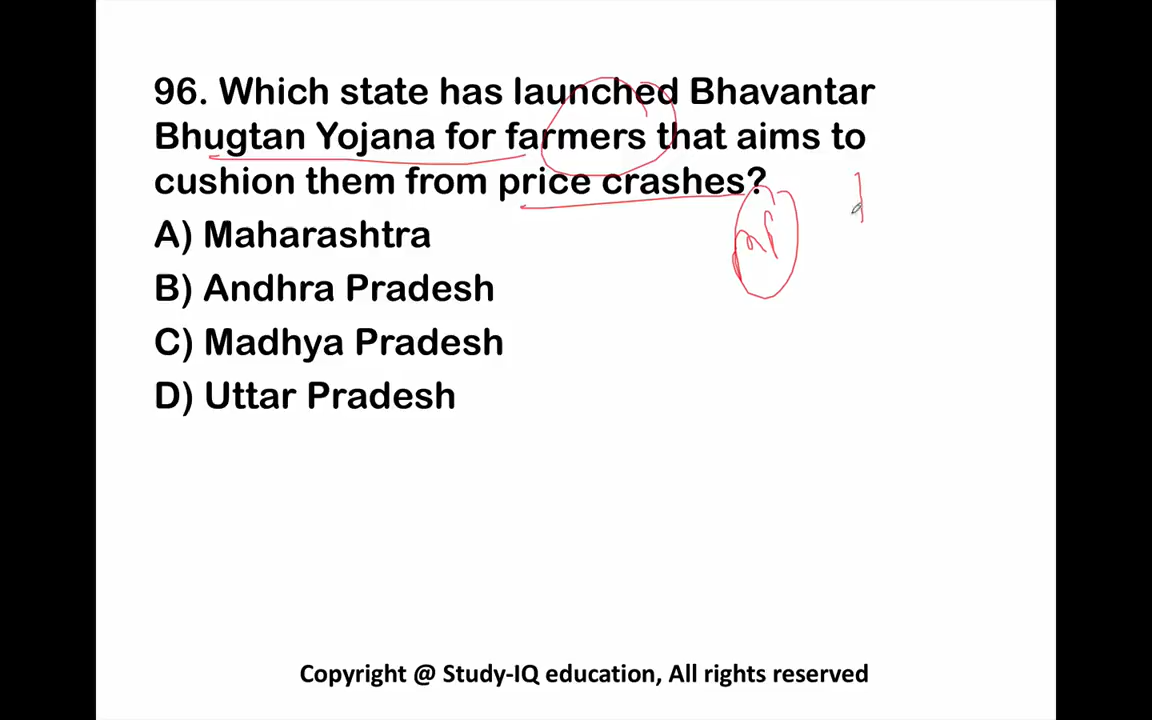 96. Which state has launched Bhavantar
Bhugtan Yojana for farmers that aims to
cushion them from price crashes?
A) Maharashtra
B) Andhra Pradesh
C) Madhya Pradesh
D) Uttar Pradesh
Copyright @ Study-IQ education, All rights reserved